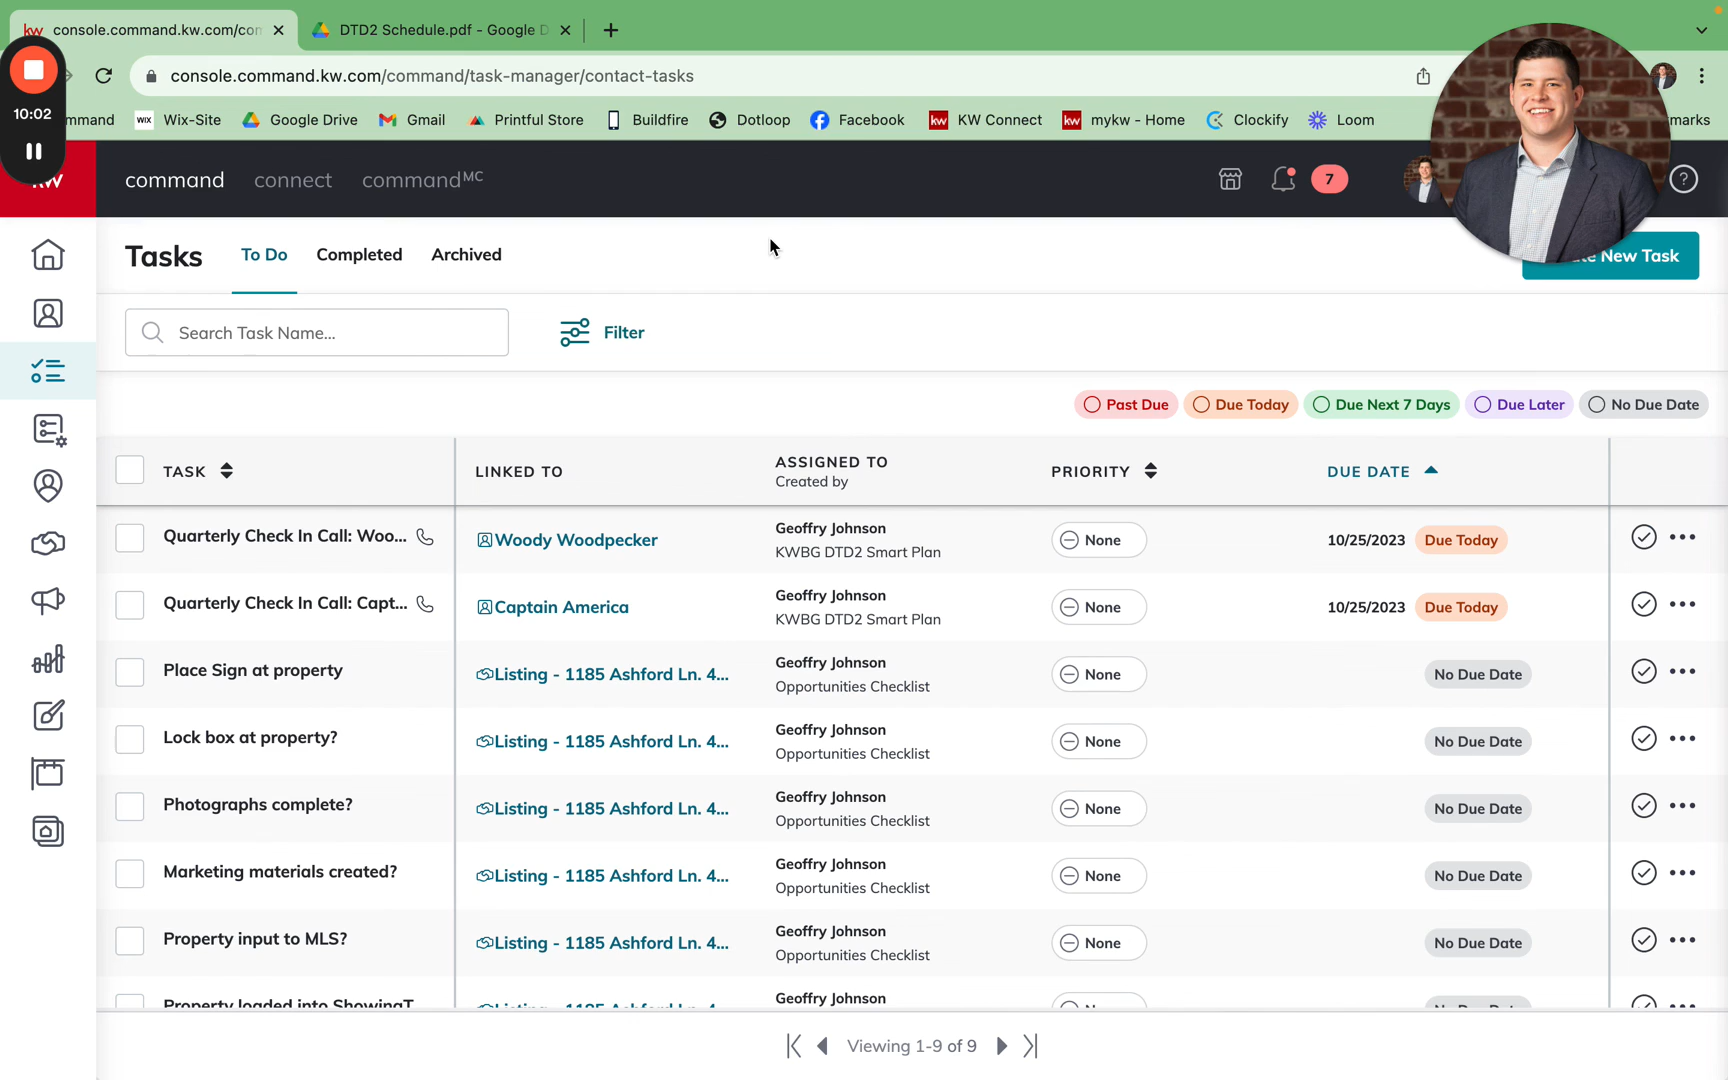 kw console.command.kw.com/con
DTD2 Schedule.pdf - Google D
console.command.kw.com/command/task-manager/contact-tasks
10:02
mmand
WIX Wix-Site
Google Drive
Gmail
Printful Store
Buildfire
Dotloop
Facebook
kw KW Connect
kw mykw - Home
Clockify
Loom
marks
kw
command
connect
commandMC
7
?
Tasks
To Do
Completed
Archived
New Task
Search Task Name...
Filter
Past Due
Due Today
Due Next 7 Days
Due Later
No Due Date
TASK
LINKED TO
ASSIGNED TO
Created by
PRIORITY
DUE DATE
Quarterly Check In Call: Woo...
Woody Woodpecker
Geoffry Johnson
KWBG DTD2 Smart Plan
None
10/25/2023 Due Today
Quarterly Check In Call: Capt...
Captain America
Geoffry Johnson
KWBG DTD2 Smart Plan
None
10/25/2023 Due Today
Place Sign at property
Listing - 1185 Ashford Ln. 4...
Geoffry Johnson
Opportunities Checklist
None
No Due Date
Lock box at property?
Listing - 1185 Ashford Ln. 4...
Geoffry Johnson
Opportunities Checklist
None
No Due Date
Photographs complete?
Listing - 1185 Ashford Ln. 4...
Geoffry Johnson
Opportunities Checklist
None
No Due Date
Marketing materials created?
Listing - 1185 Ashford Ln. 4...
Geoffry Johnson
Opportunities Checklist
None
No Due Date
Property input to MLS?
Listing - 1185 Ashford Ln. 4...
Geoffry Johnson
Opportunities Checklist
None
No Due Date
Property loaded into ShowingT
Geoffry Johnson
Viewing 1-9 of 9